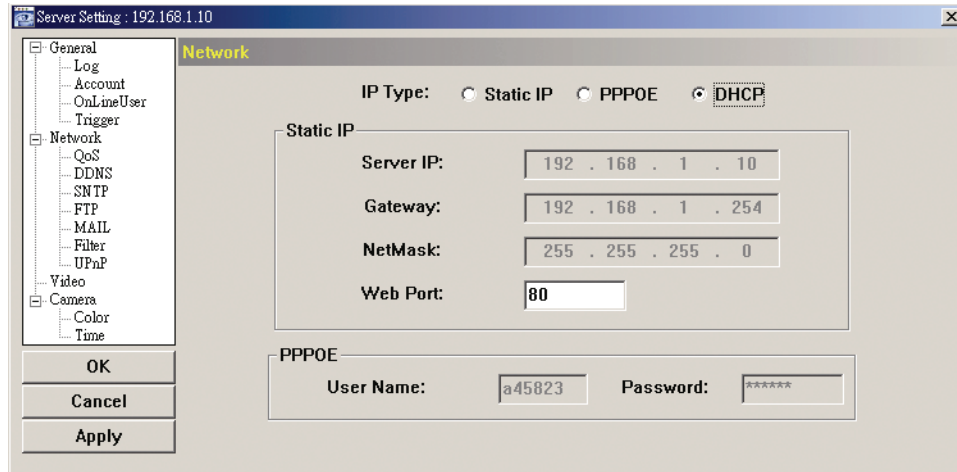 Server Setting : 192.168.1.10
General
Log
Account
OnLineUser
Trigger
Network
QoS
DDNS
SNTP
FTP
MAIL
Filter
UPnP
Video
Camera
Color
Time
OK
Cancel
Apply
Network
IP Type: Static IP PPPOE DHCP
Static IP
Server IP: 192 . 168 . 1 . 10
Gateway: 192 . 168 . 1 . 254
NetMask: 255 . 255 . 255 . 0
Web Port: 80
PPPOE
User Name: a45823 Password: ******